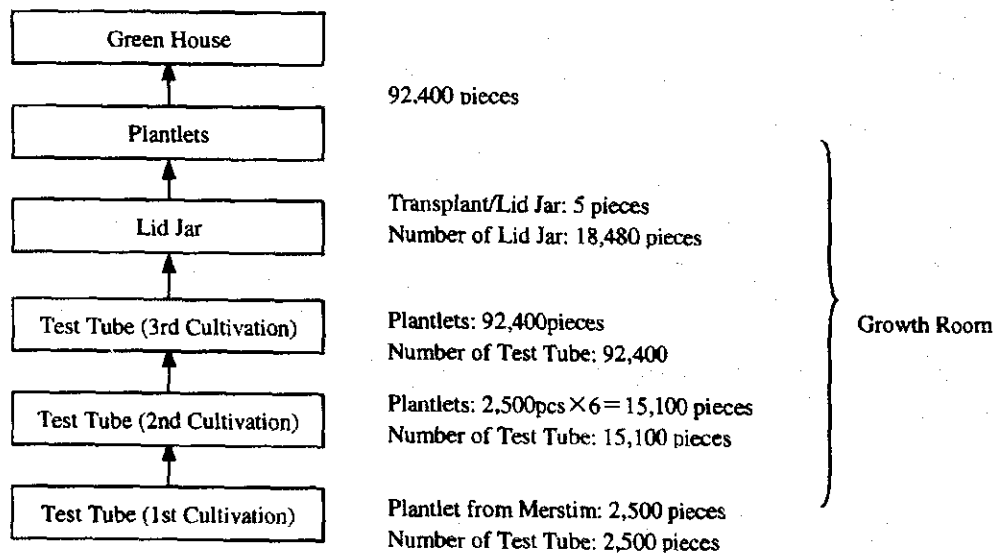 Green House
92,400 pieces
Plantlets
Transplant/Lid Jar: 5 pieces
Lid Jar
Number of Lid Jar: 18,480 pieces
Test Tube (3rd Cultivation)
Plantlets: 92,400pieces
Number of Test Tube: 92,400
Growth Room
Test Tube (2nd Cultivation)
Plantlets: 2,500pcs×6=15,100 pieces
Number of Test Tube: 15,100 pieces
Test Tube (1st Cultivation)
Plantlet from Merstim: 2,500 pieces
Number of Test Tube: 2,500 pieces